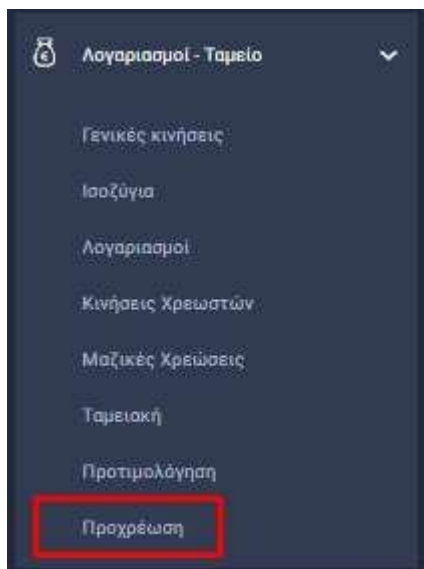 Λογαριασμοί - Ταμείο
Γενικές κινήσεις
Ισοζύγια
Λογαριασμοί
Κινήσεις Χρεωστών
Μαζικές Χρεώσεις
Ταμειακή
Προτιμολόγηση
Προχρέωση